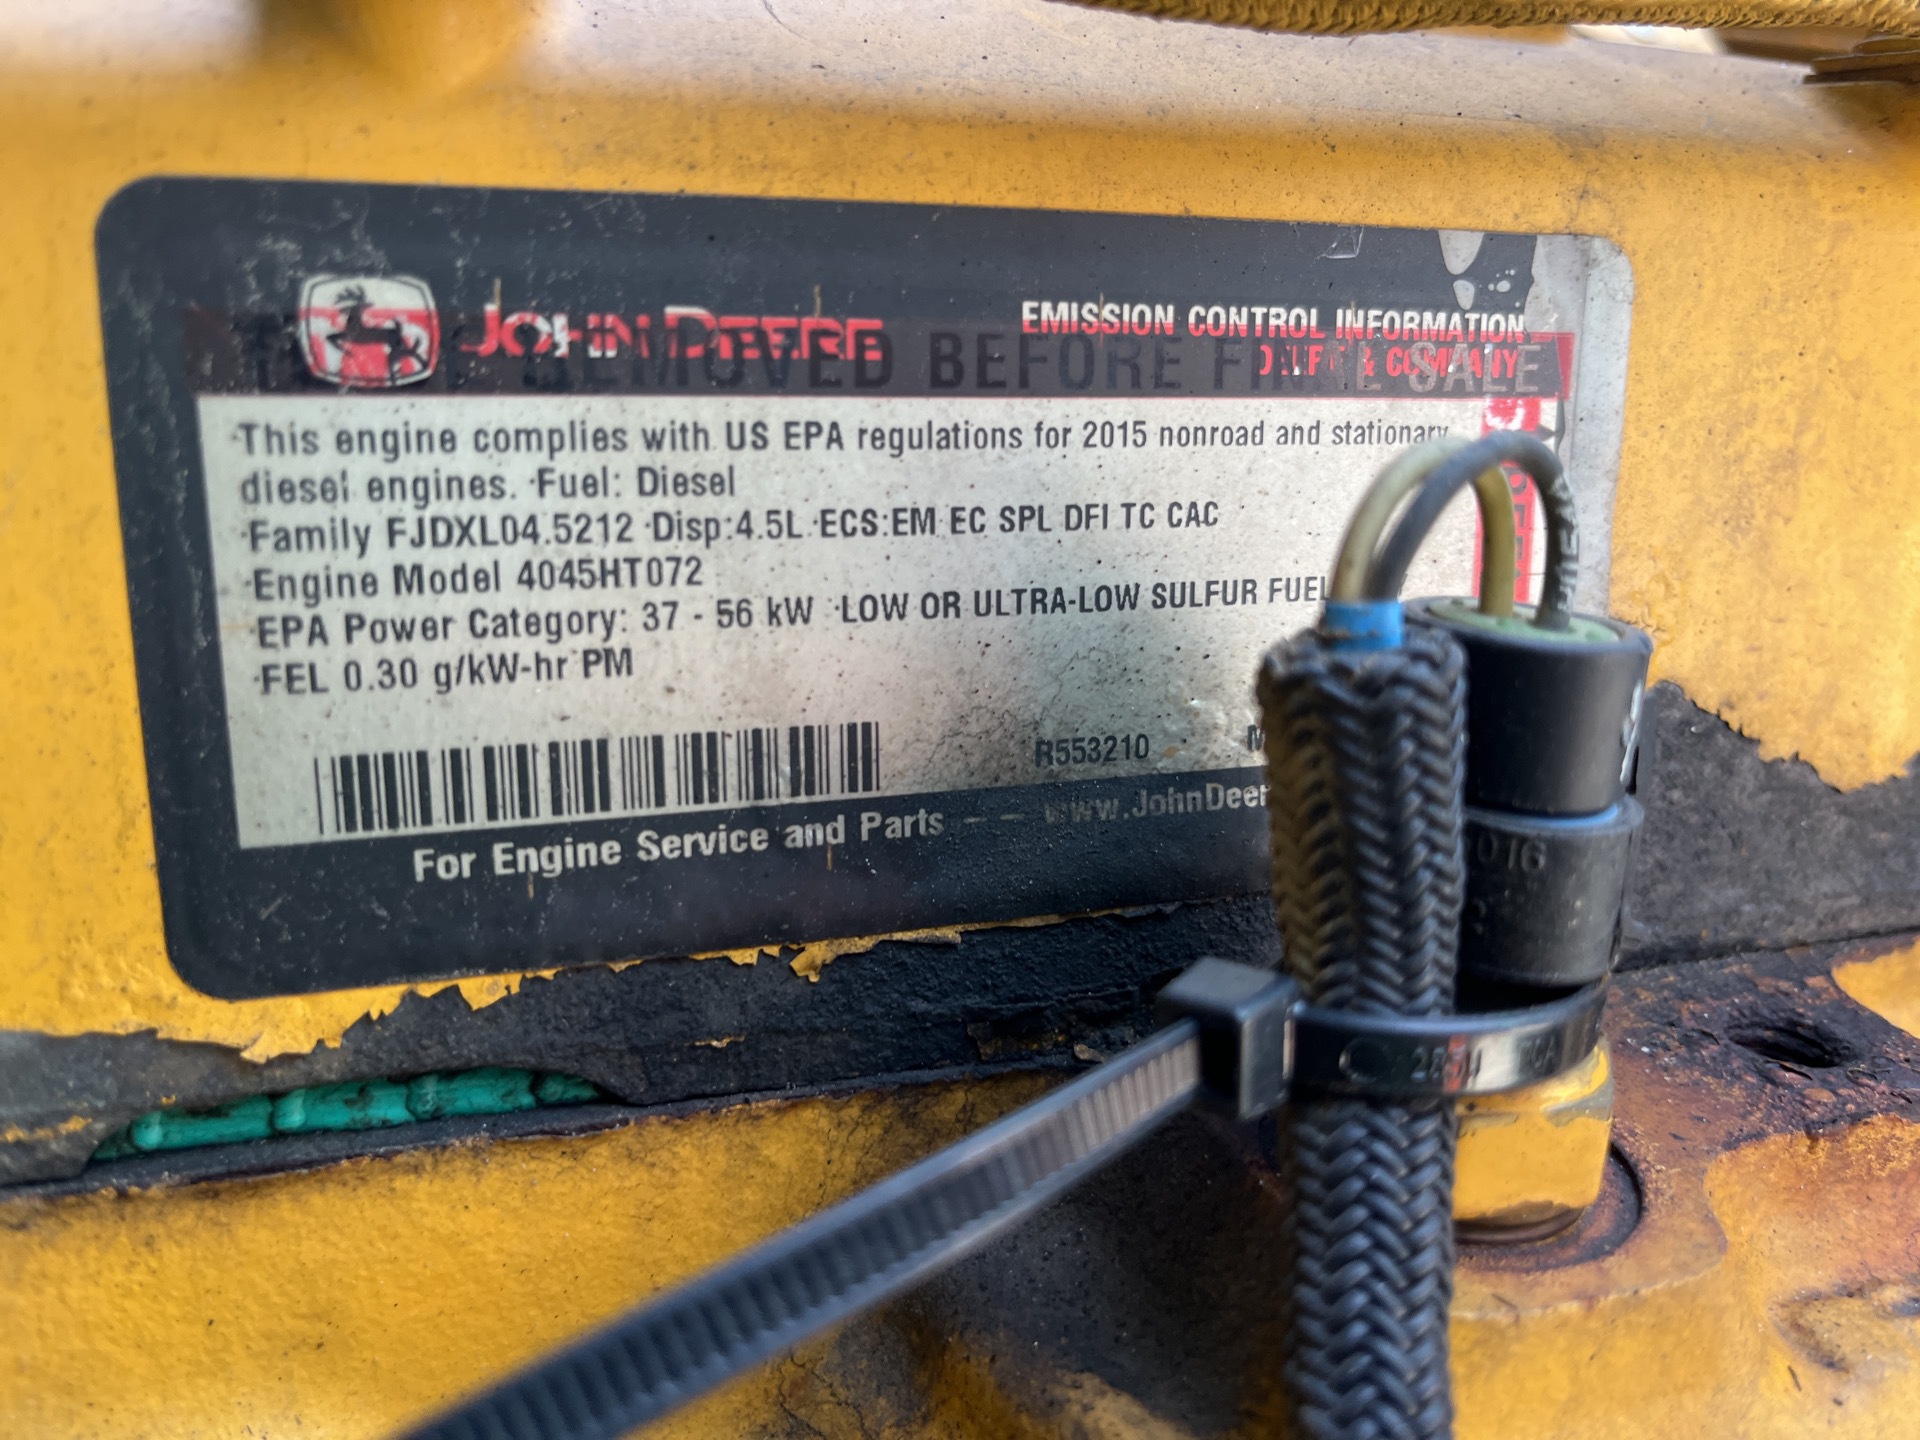 JOHN DEERE
EMISSION CONTROL INFORMATION
DEERE & COMPANY
REMOVED BEFORE FINAL SALE
·This engine complies with US EPA regulations for 2015 nonroad and stationary
diesel engines. ·Fuel: Diesel
·Family FJDXL04.5212 ·Disp:4.5L ·ECS:EM EC SPL DFI TC CAC
·Engine Model 4045HT072
·EPA Power Category: 37 - 56 kW ·LOW OR ULTRA-LOW SULFUR FUEL
·FEL 0.30 g/kW-hr PM
R553210
For Engine Service and Parts - - www.JohnDeer
016